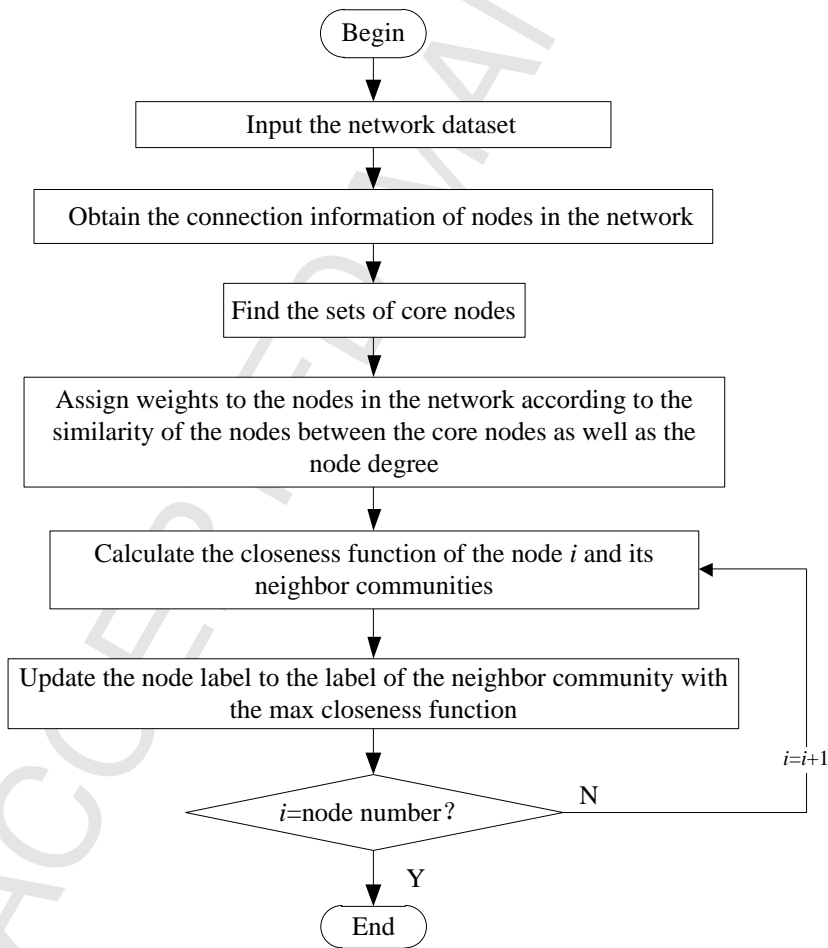 Begin
Input the network dataset
Obtain the connection information of nodes in the network
Find the sets of core nodes
Assign weights to the nodes in the network according to the
similarity of the nodes between the core nodes as well as the
node degree
Calculate the closeness function of the node i and its
neighbor communities
Update the node label to the label of the neighbor community with
the max closeness function
i=i+1
i=node number?
N
Y
End
ACCEPTED MA